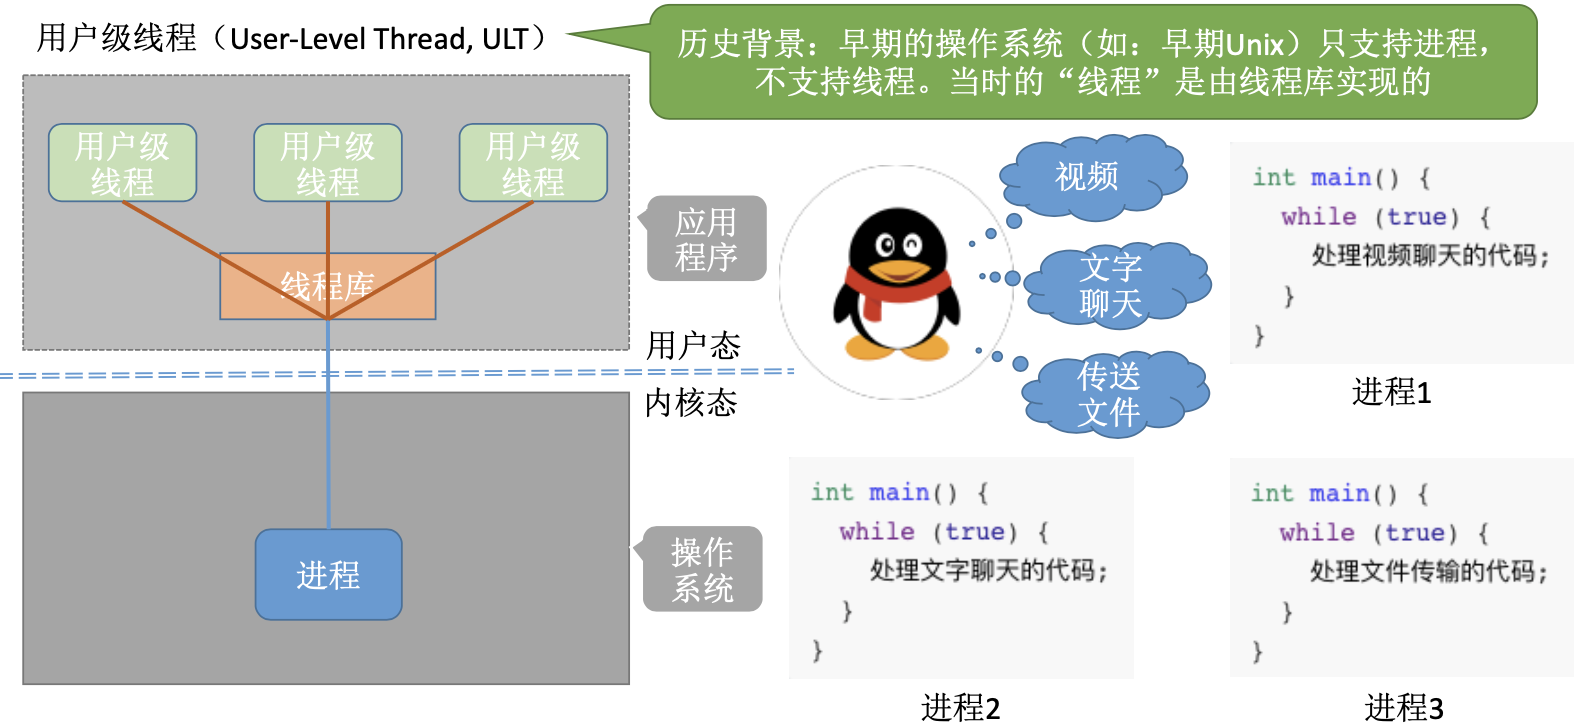 用户级线程（User-Level Thread, ULT）
历史背景：早期的操作系统（如：早期Unix）只支持进程，
不支持线程。当时的“线程”是由线程库实现的
用户级
线程
用户级
线程
用户级
线程
线程库
应用
程序
用户态
内核态
进程
操作
系统
视频
文字
聊天
传送
文件
int main() {
while (true) {
处理视频聊天的代码;
}
}
进程1
int main() {
while (true) {
处理文字聊天的代码;
}
}
进程2
int main() {
while (true) {
处理文件传输的代码;
}
}
进程3